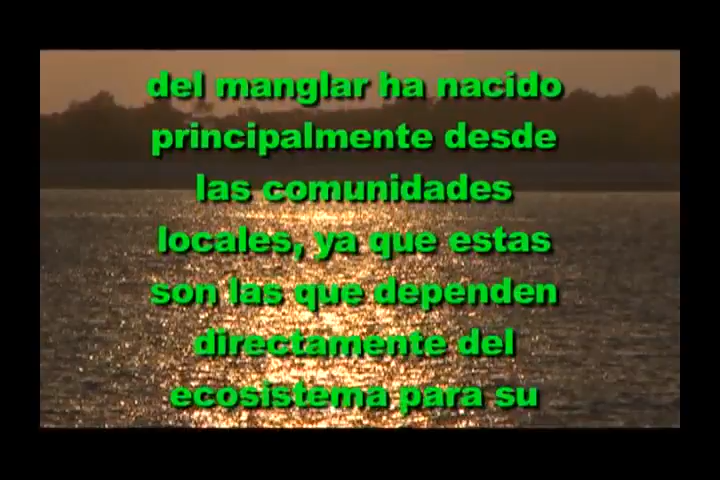 del manglar ha nacido
principalmente desde
las comunidades
locales, ya que estas
son las que dependen
directamente del
ecosistema para su